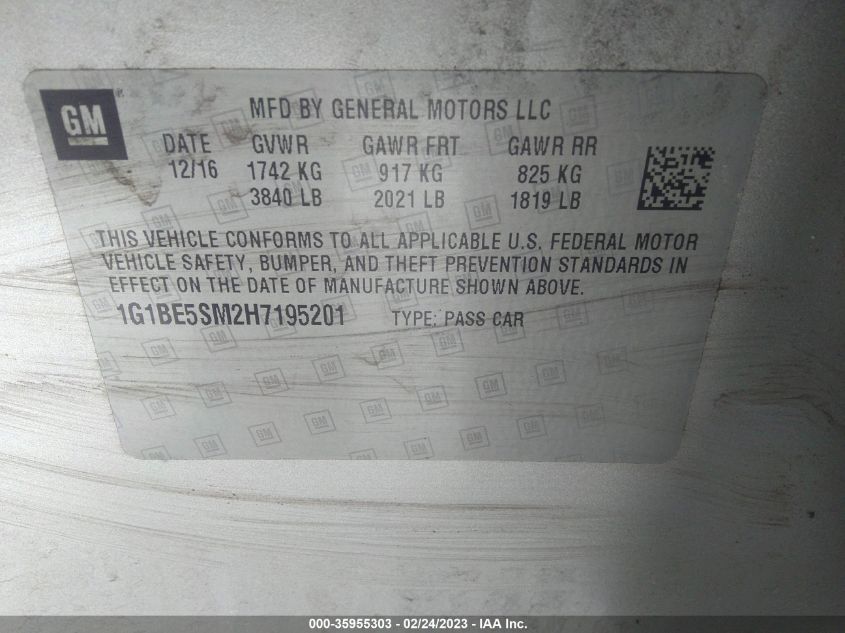 GM ®
MFD BY GENERAL MOTORS LLC
DATE GVWR GAWR FRT GAWR RR
12/16 1742 KG 917 KG 825 KG
3840 LB 2021 LB 1819 LB
THIS VEHICLE CONFORMS TO ALL APPLICABLE U.S. FEDERAL MOTOR
VEHICLE SAFETY, BUMPER, AND THEFT PREVENTION STANDARDS IN
EFFECT ON THE DATE OF MANUFACTURE SHOWN ABOVE.
1G1BE5SM2H7195201 TYPE: PASS CAR
000-35955303 - 02/24/2023 - IAA Inc.